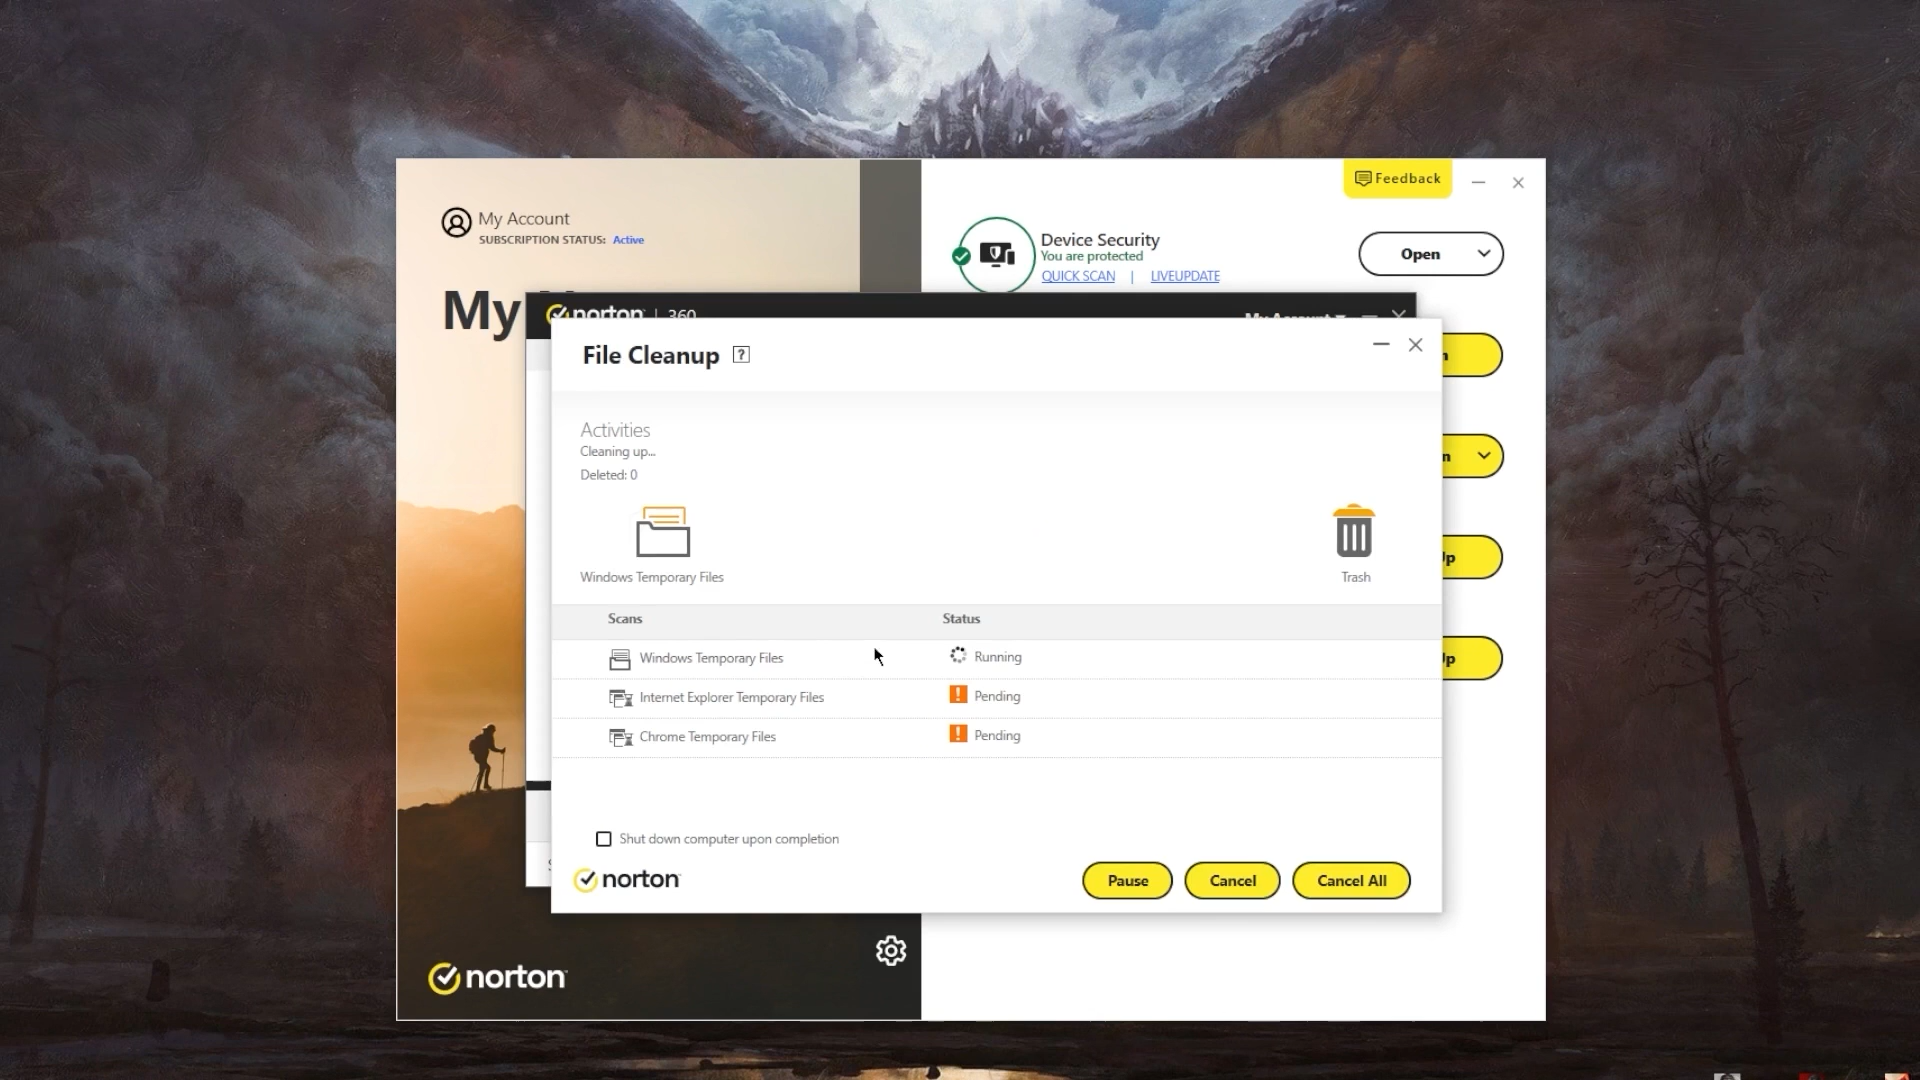 Feedback
My Account
SUBSCRIPTION STATUS: Active
Device Security
You are protected
QUICK SCAN | LIVEUPDATE
Open
My
norton | 360
My Account
File Cleanup ?
Activities
Cleaning up...
Deleted: 0
Windows Temporary Files
Trash
Scans Status
Windows Temporary Files Running
Internet Explorer Temporary Files Pending
Chrome Temporary Files Pending
Shut down computer upon completion
norton
Pause
Cancel
Cancel All
norton